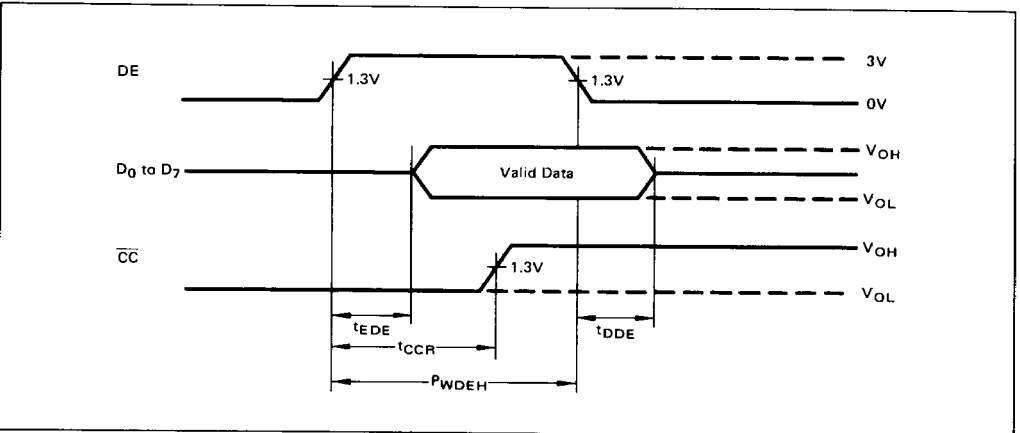 DE
1.3V
1.3V
3V
0V
D0 to D7
Valid Data
VOH
VOL
C̅C̅
1.3V
VOH
VOL
tEDE
tDDE
tCCR
PWDEH